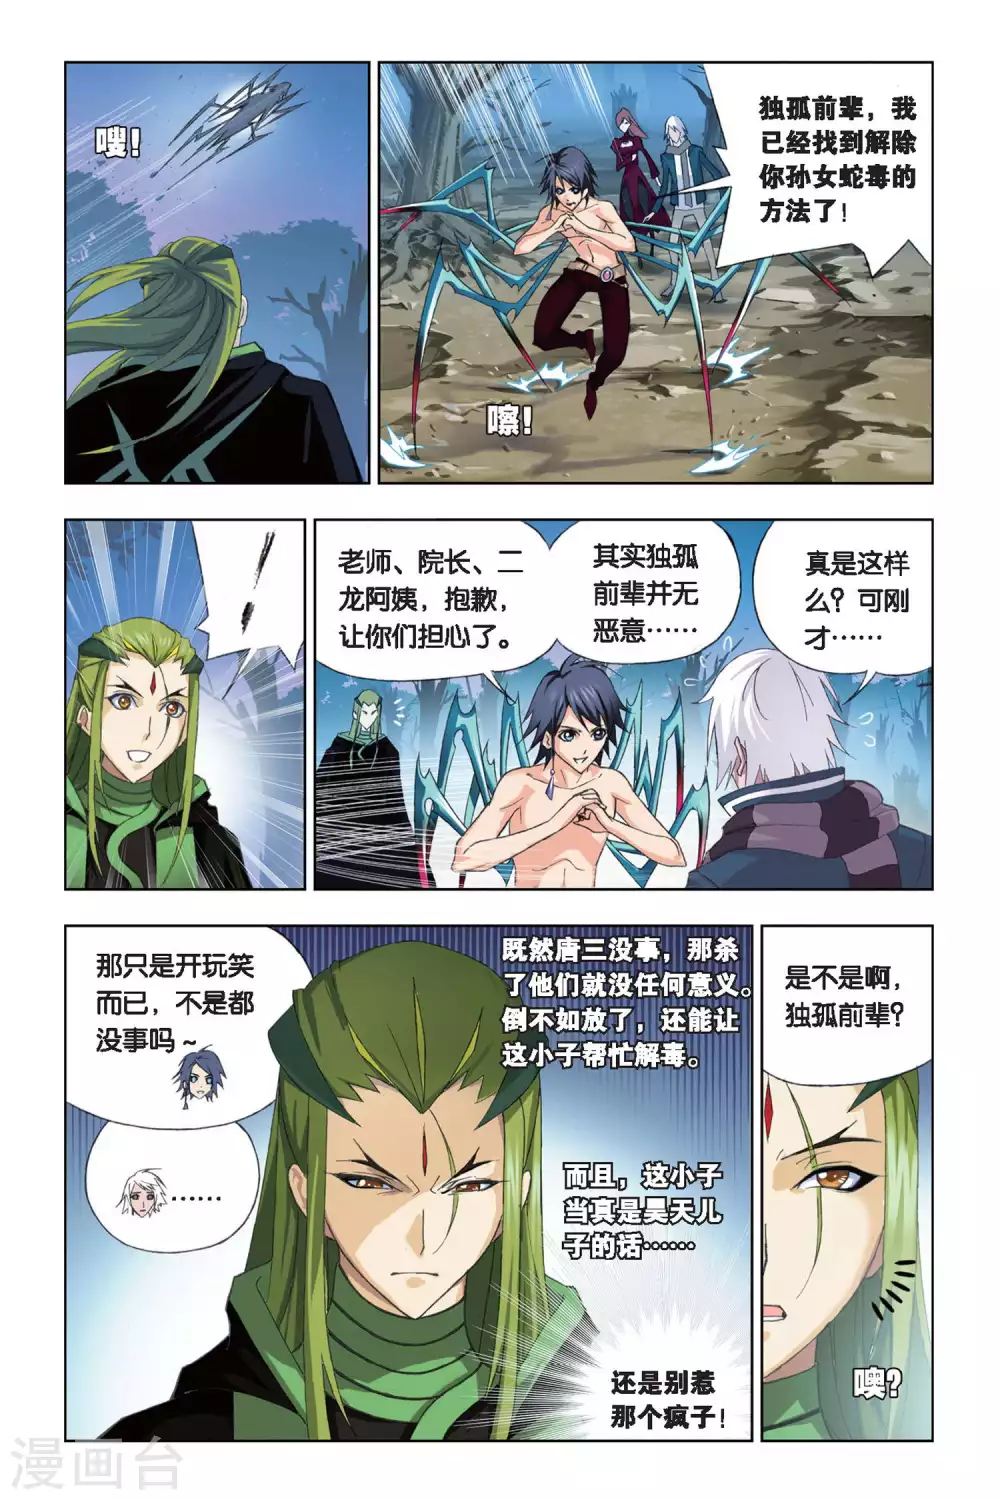 嗖!
独孤前辈，我
已经找到解除
你孙女蛇毒的
方法了!
嚓!
老师、院长、二
龙阿姨，抱歉，
让你们担心了。
其实独孤
前辈并无
恶意……
真是这样
么? 可刚
才……
那只是开玩笑
而已，不是都
没事吗～
……
既然唐三没事，那杀
了他们就没任何意义。
倒不如放了，还能让
这小子帮忙解毒。
而且，这小子
当真是昊天儿
子的话……
还是别惹
那个疯子!
是不是啊，
独孤前辈?
噢?
漫画台